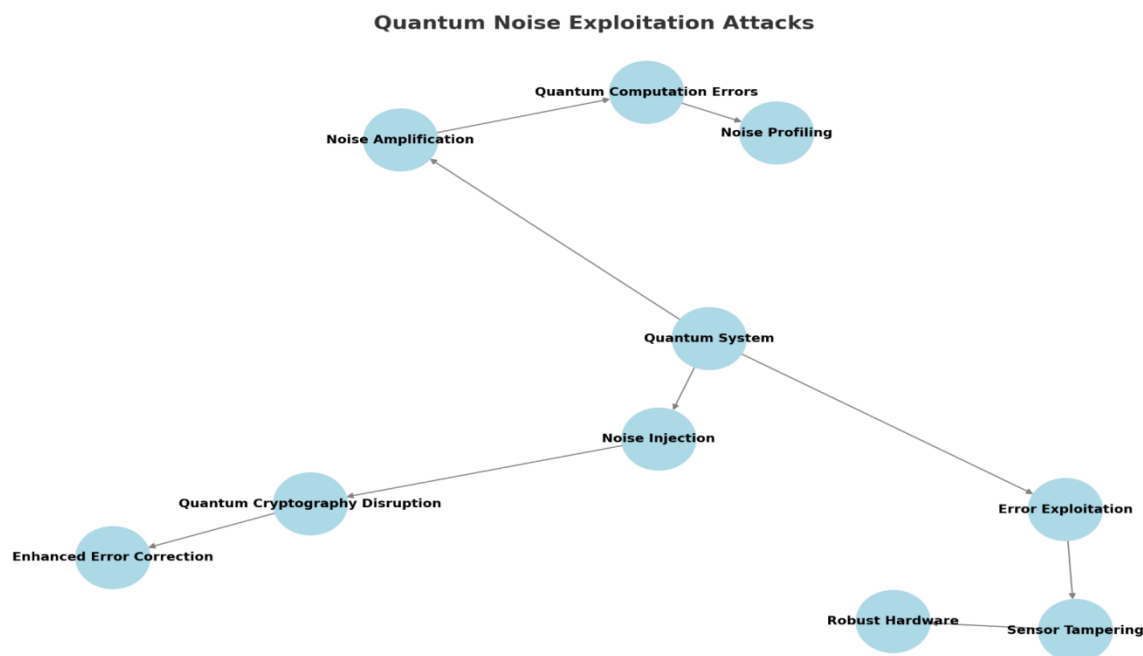 Quantum Noise Exploitation Attacks
Quantum Computation Errors
Noise Profiling
Noise Amplification
Quantum System
Noise Injection
Quantum Cryptography Disruption
Error Exploitation
Enhanced Error Correction
Robust Hardware
Sensor Tampering